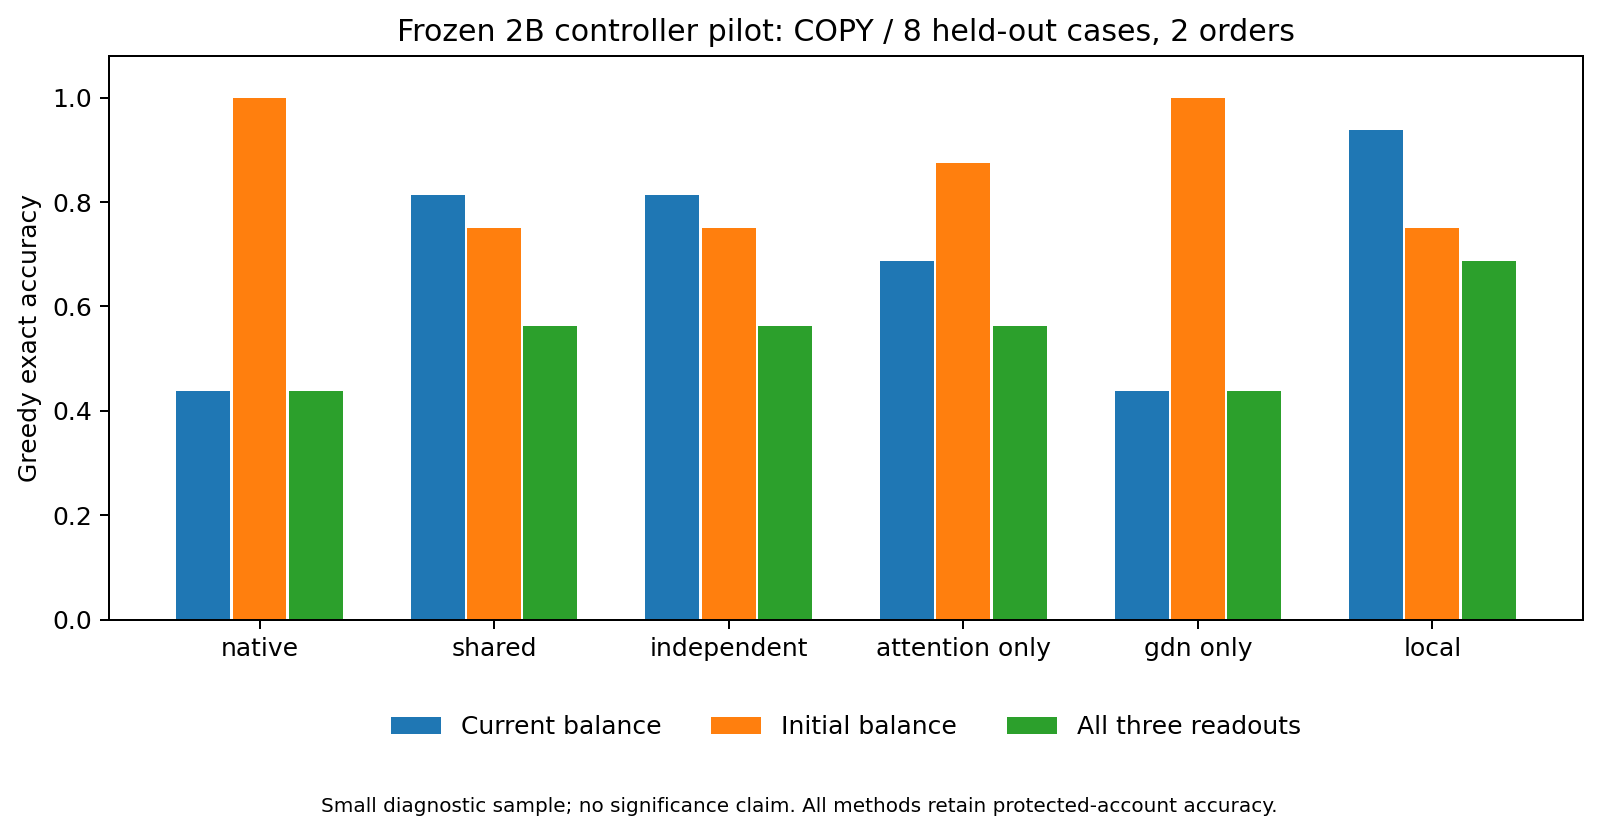 Frozen 2B controller pilot: COPY / 8 held-out cases, 2 orders
Greedy exact accuracy
1.0
0.8
0.6
0.4
0.2
0.0
native shared independent attention only gdn only local
Current balance Initial balance All three readouts
Small diagnostic sample; no significance claim. All methods retain protected-account accuracy.